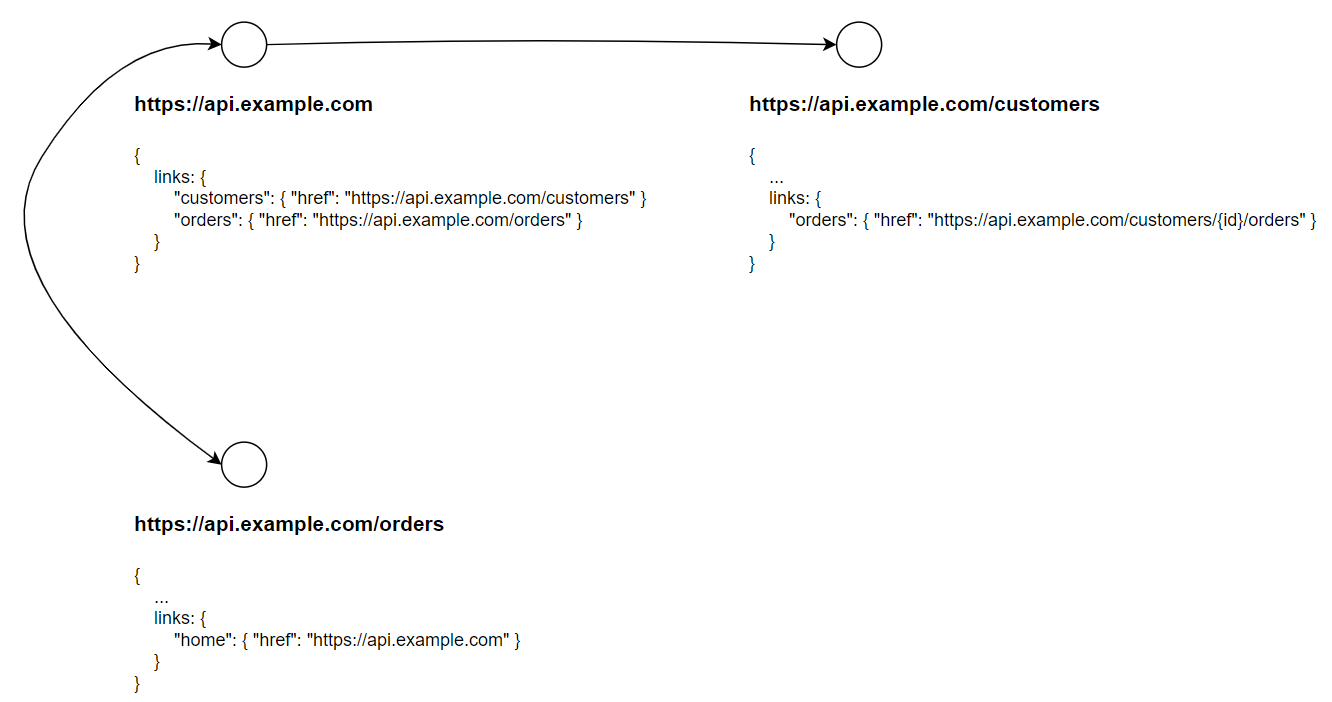 https://api.example.com
{
links: {
"customers": { "href": "https://api.example.com/customers" }
"orders": { "href": "https://api.example.com/orders" }
}
}
https://api.example.com/customers
{
...
links: {
"orders": { "href": "https://api.example.com/customers/{id}/orders" }
}
}
https://api.example.com/orders
{
...
links: {
"home": { "href": "https://api.example.com" }
}
}